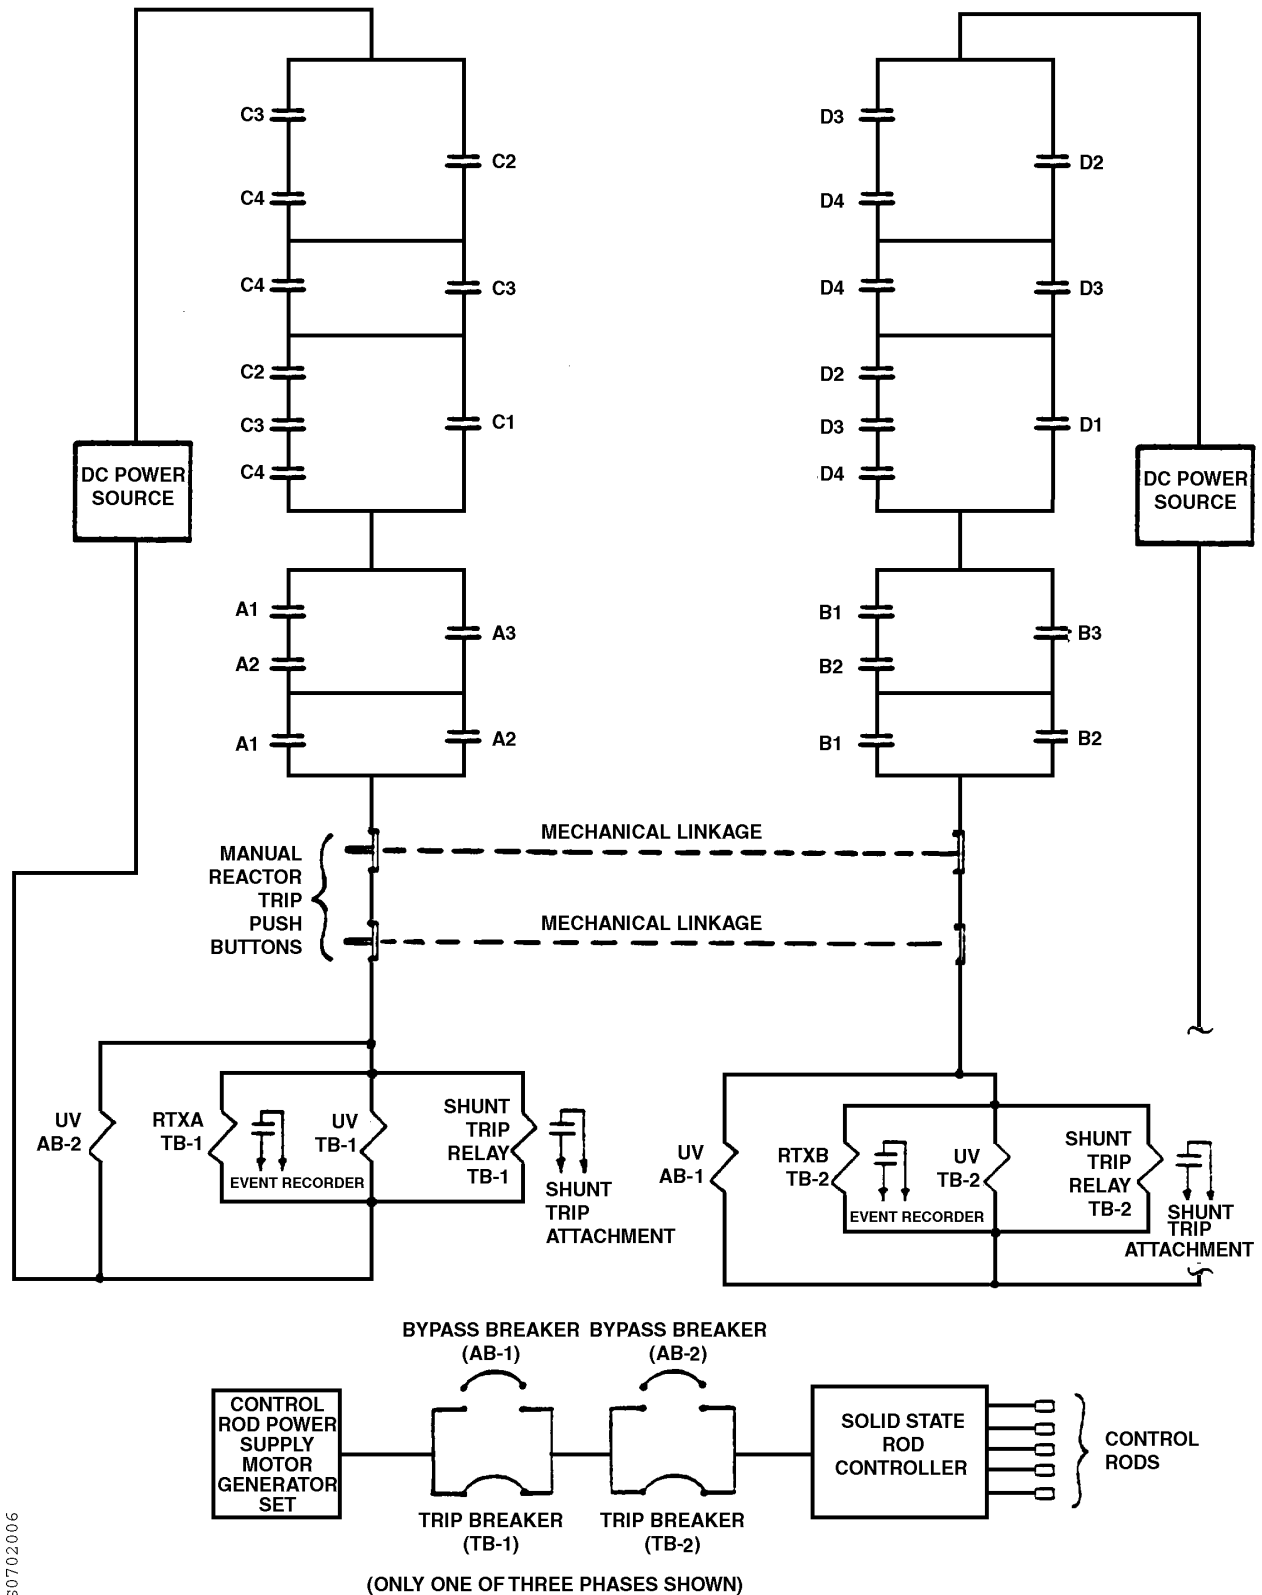 C3
C2
C4
C4
C3
C2
C3
C1
C4
DC POWER
SOURCE
A1
A3
A2
A1
A2
D3
D2
D4
D4
D3
D2
D3
D1
D4
DC POWER
SOURCE
B1
B3
B2
B1
B2
MANUAL
REACTOR
TRIP
PUSH
BUTTONS
MECHANICAL LINKAGE
MECHANICAL LINKAGE
UV
AB-2
RTXA
TB-1
EVENT RECORDER
UV
TB-1
SHUNT
TRIP
RELAY
TB-1
SHUNT
TRIP
ATTACHMENT
UV
AB-1
RTXB
TB-2
EVENT RECORDER
UV
TB-2
SHUNT
TRIP
RELAY
TB-2
SHUNT
TRIP
ATTACHMENT
BYPASS BREAKER
(AB-1)
BYPASS BREAKER
(AB-2)
CONTROL
ROD POWER
SUPPLY
MOTOR
GENERATOR
SET
TRIP BREAKER
(TB-1)
TRIP BREAKER
(TB-2)
SOLID STATE
ROD
CONTROLLER
CONTROL
RODS
(ONLY ONE OF THREE PHASES SHOWN)